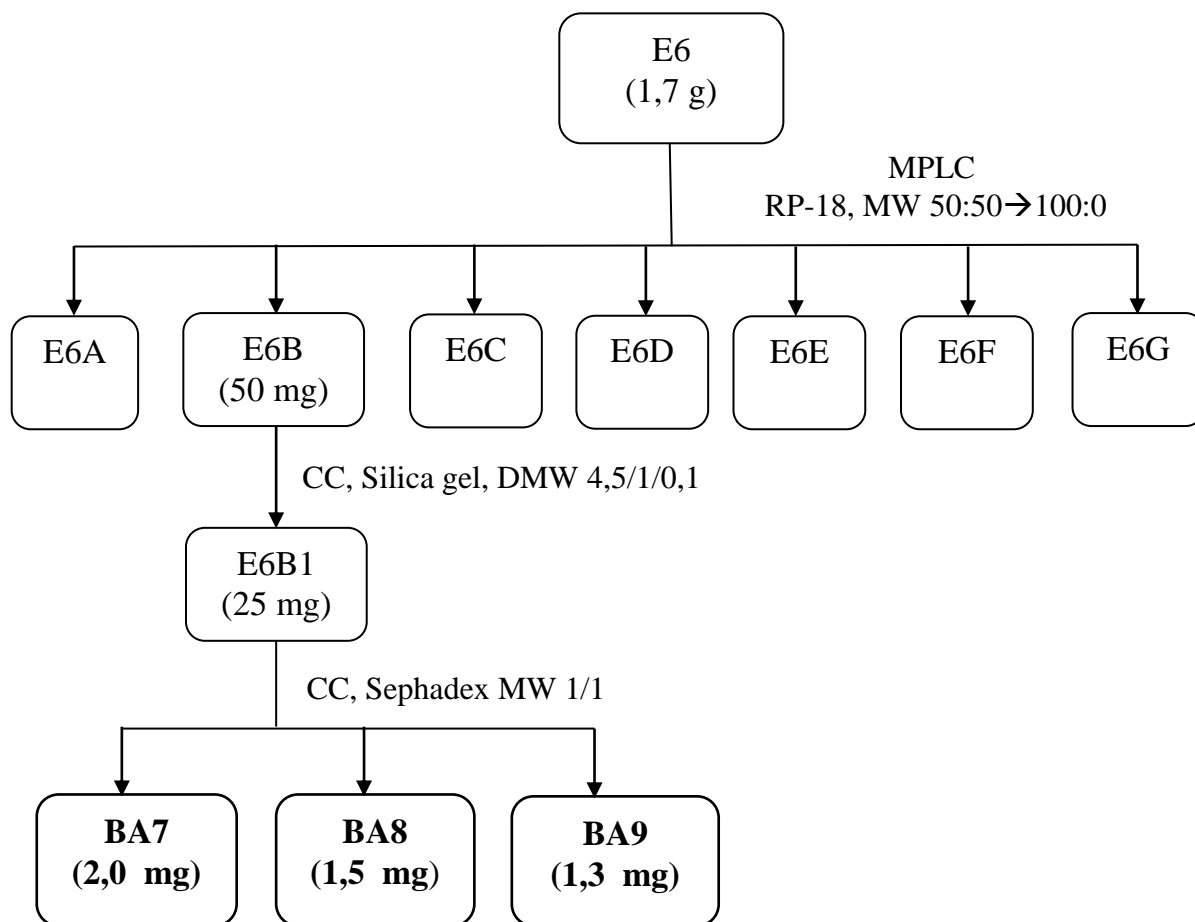 E6
(1,7 g)
MPLC
RP-18, MW 50:50→100:0
E6A
E6B
(50 mg)
E6C
E6D
E6E
E6F
E6G
CC, Silica gel, DMW 4,5/1/0,1
E6B1
(25 mg)
CC, Sephadex MW 1/1
BA7
(2,0 mg)
BA8
(1,5 mg)
BA9
(1,3 mg)